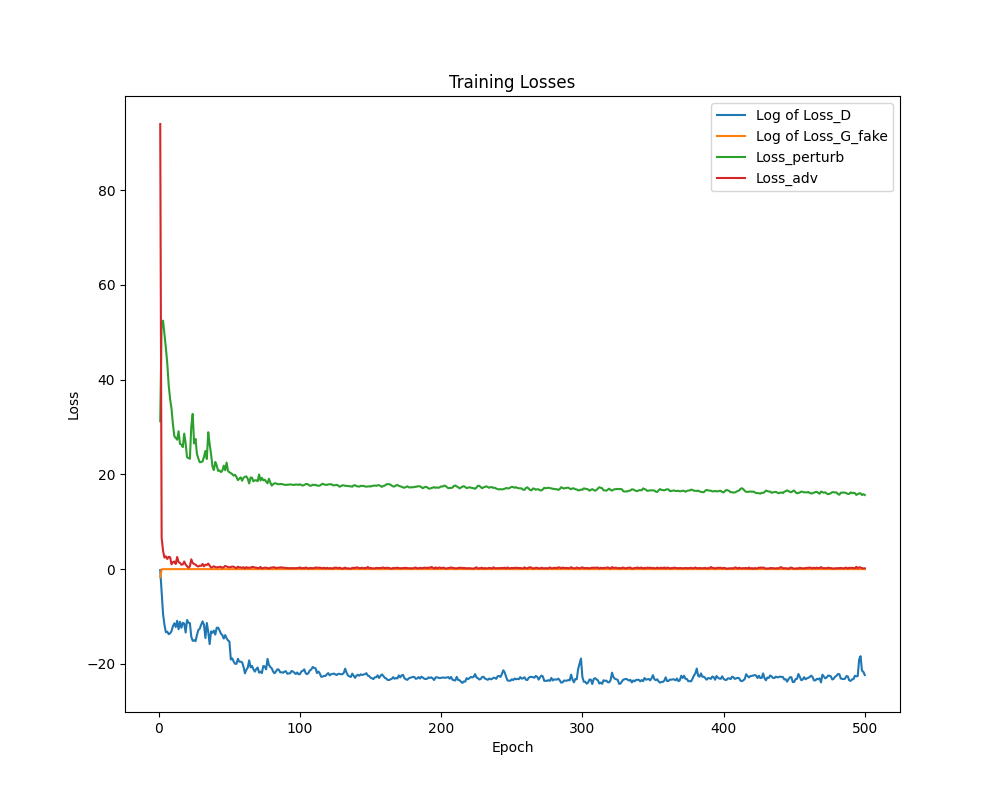 Training Losses
Log of Loss_D
Log of Loss_G_fake
Loss_perturb
Loss_adv
80
60
40
20
0
−20
Loss
0 100 200 300 400 500
Epoch